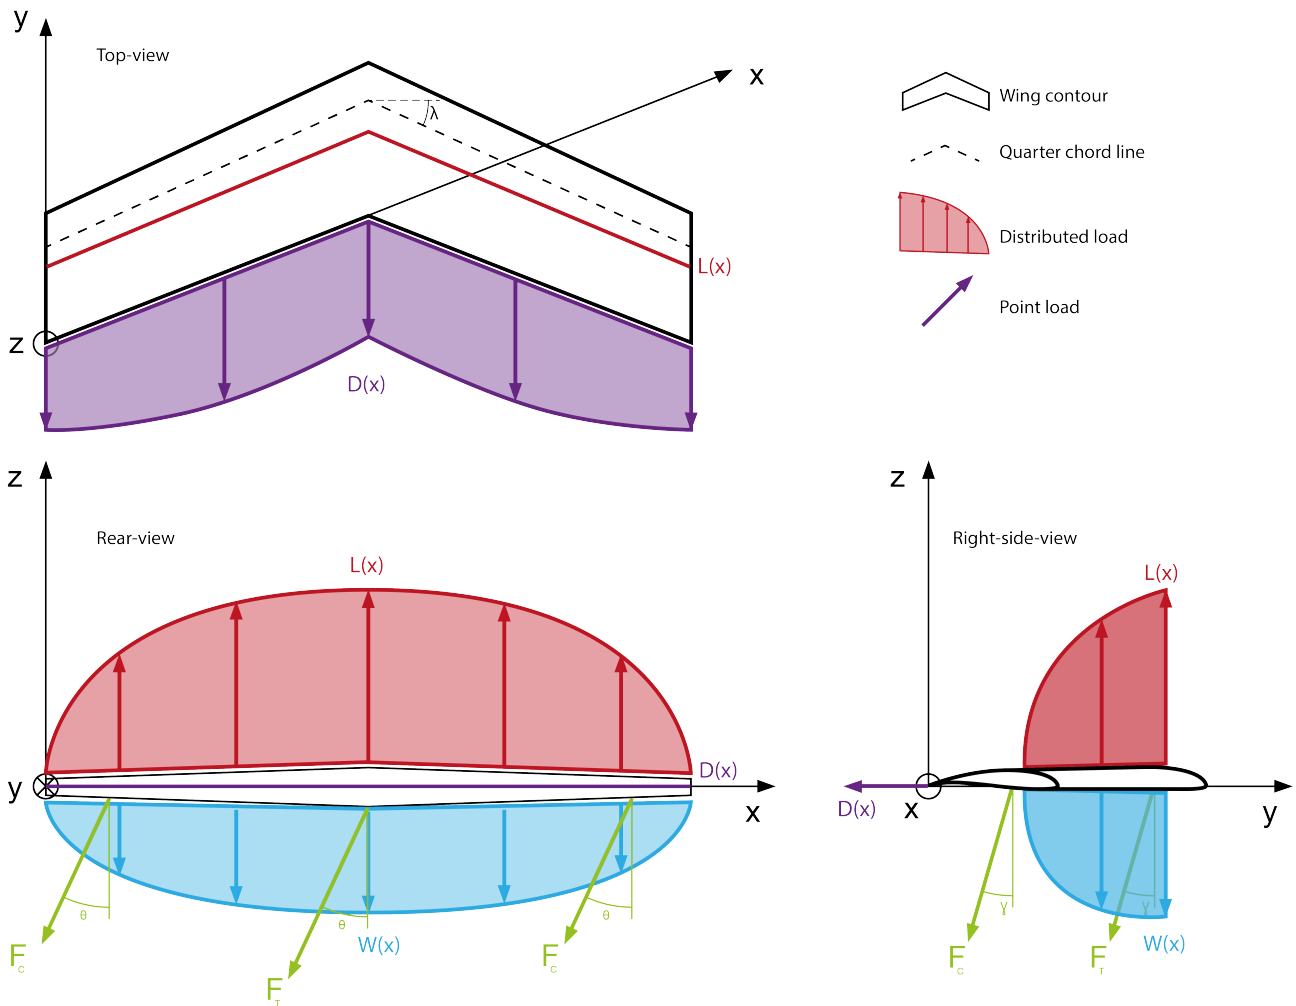 y
Top-view
x
λ
L(x)
z
D(x)
Wing contour
Quarter chord line
Distributed load
Point load
z
Rear-view
L(x)
y
D(x)
x
θ
θ
θ
W(x)
F
C
F
T
F
C
z
Right-side-view
L(x)
D(x)
x
y
γ
γ
W(x)
F
C
F
T